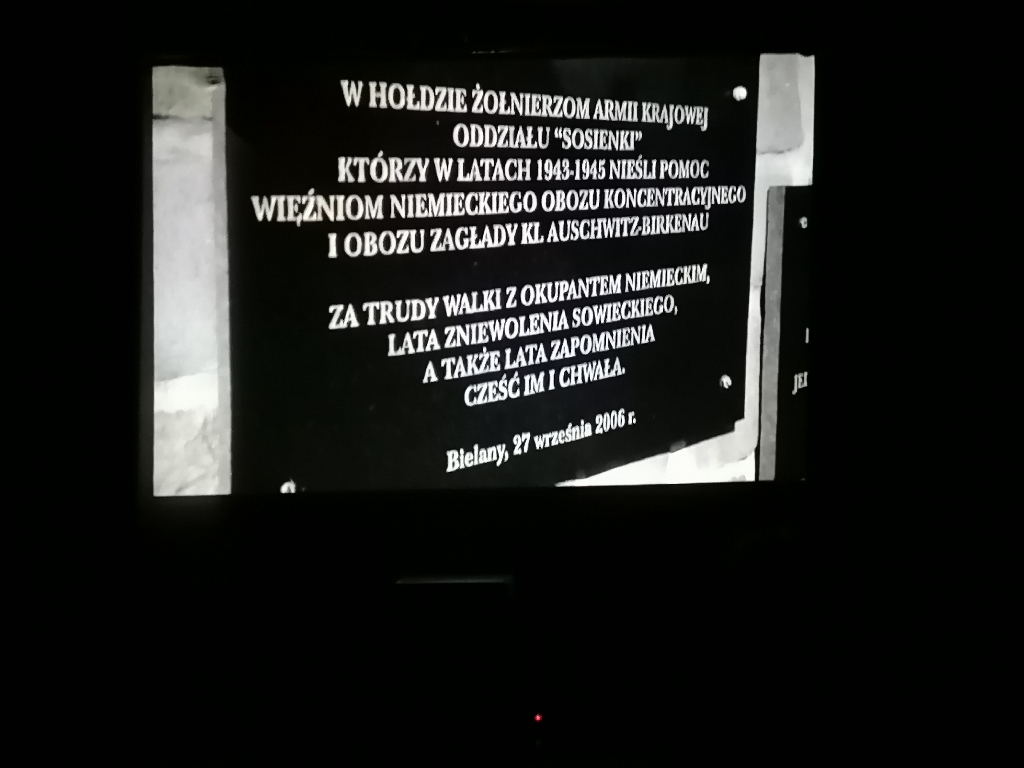 W HOŁDZIE ŻOŁNIERZOM ARMII KRAJOWEJ
ODDZIAŁU “SOSIENKI”
KTÓRZY W LATACH 1943-1945 NIEŚLI POMOC
WIĘŹNIOM NIEMIECKIEGO OBOZU KONCENTRACYJNEGO
I OBOZU ZAGŁADY KL AUSCHWITZ-BIRKENAU
ZA TRUDY WALKI Z OKUPANTEM NIEMIECKIM,
LATA ZNIEWOLENIA SOWIECKIEGO,
A TAKŻE LATA ZAPOMNIENIA
CZEŚĆ IM I CHWAŁA.
Bielany, 27 września 2006 r.